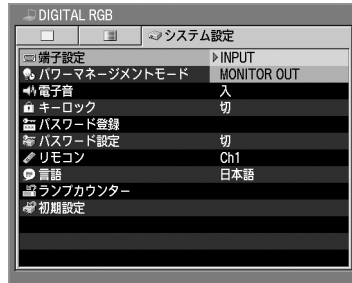 DIGITAL RGB
システム設定
端子設定 INPUT
パワーマネージメントモード MONITOR OUT
電子音 入
キーロック 切
パスワード登録
パスワード設定 切
リモコン Ch1
言語 日本語
ランプカウンター
初期設定